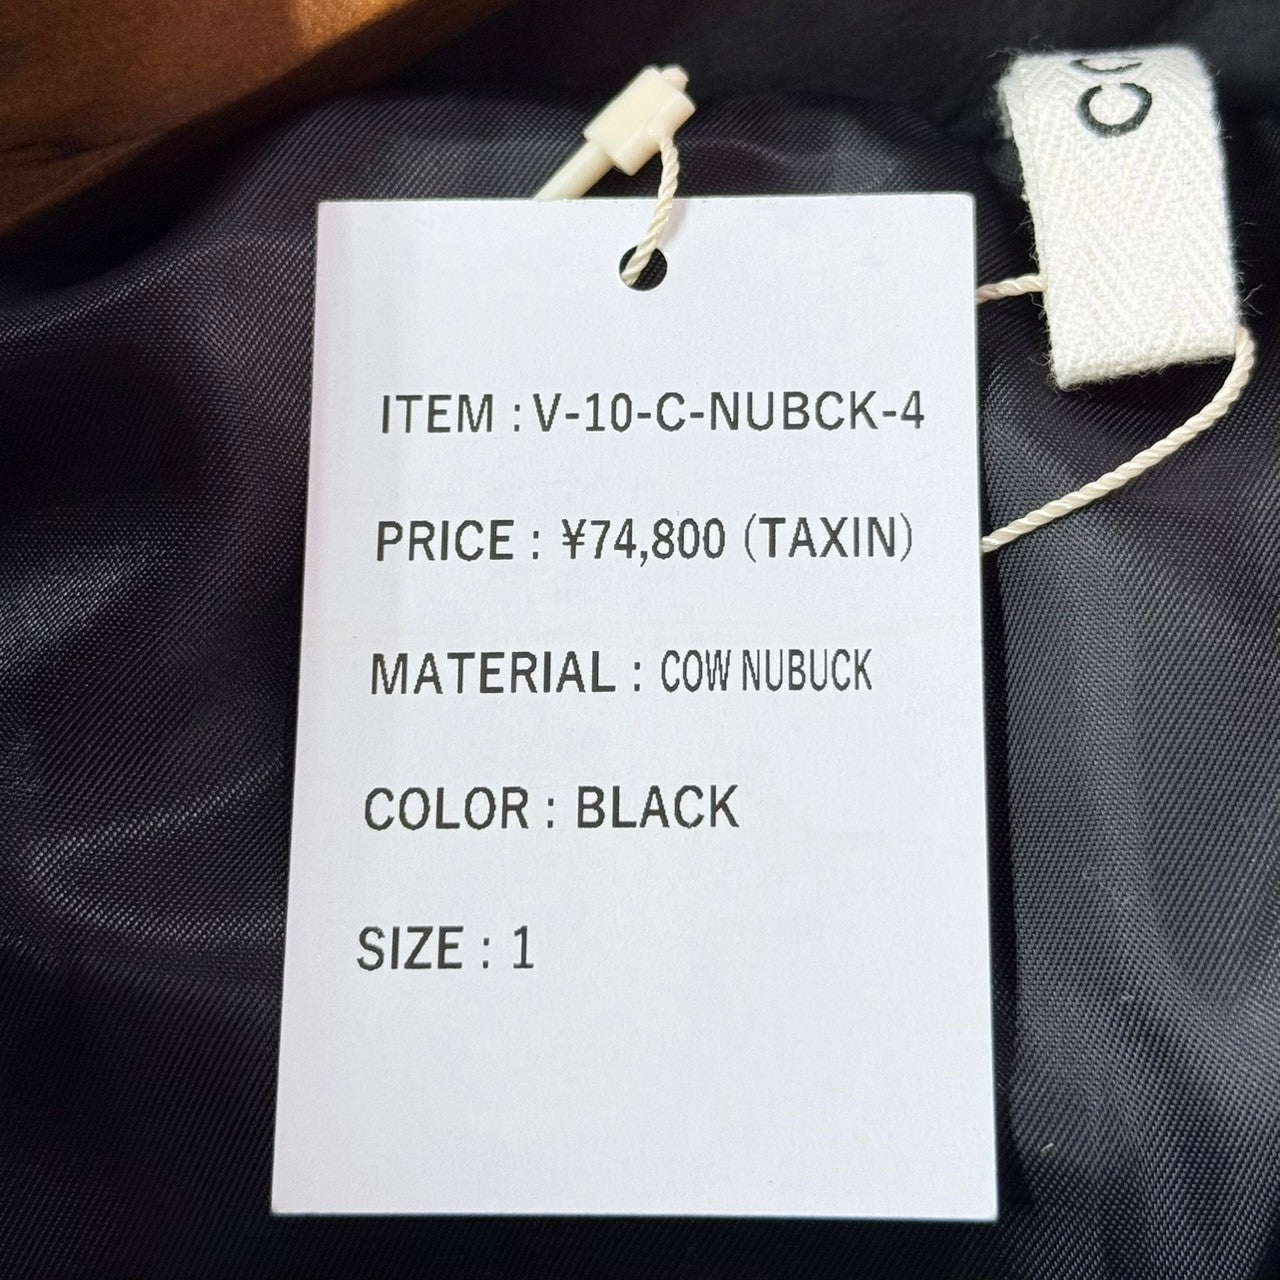 ITEM : V-10-C-NUBCK-4
PRICE : ¥74,800 (TAXIN)
MATERIAL : COW NUBUCK
COLOR : BLACK
SIZE : 1